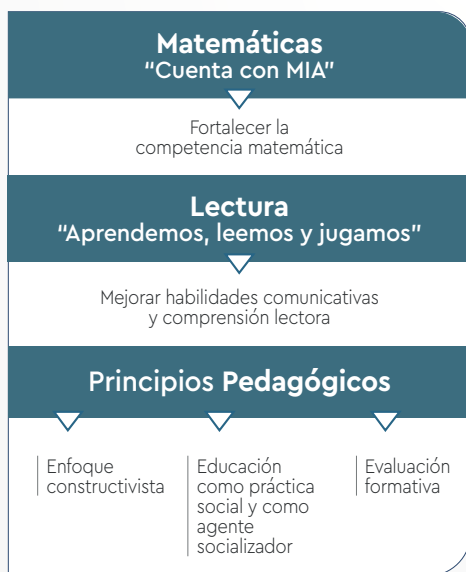 Matemáticas
“Cuenta con MIA”
Fortalecer la
competencia matemática
Lectura
“Aprendemos, leemos y jugamos”
Mejorar habilidades comunicativas
y comprensión lectora
Principios Pedagógicos
Enfoque
constructivista
Educación
como práctica
social y como
agente
socializador
Evaluación
formativa